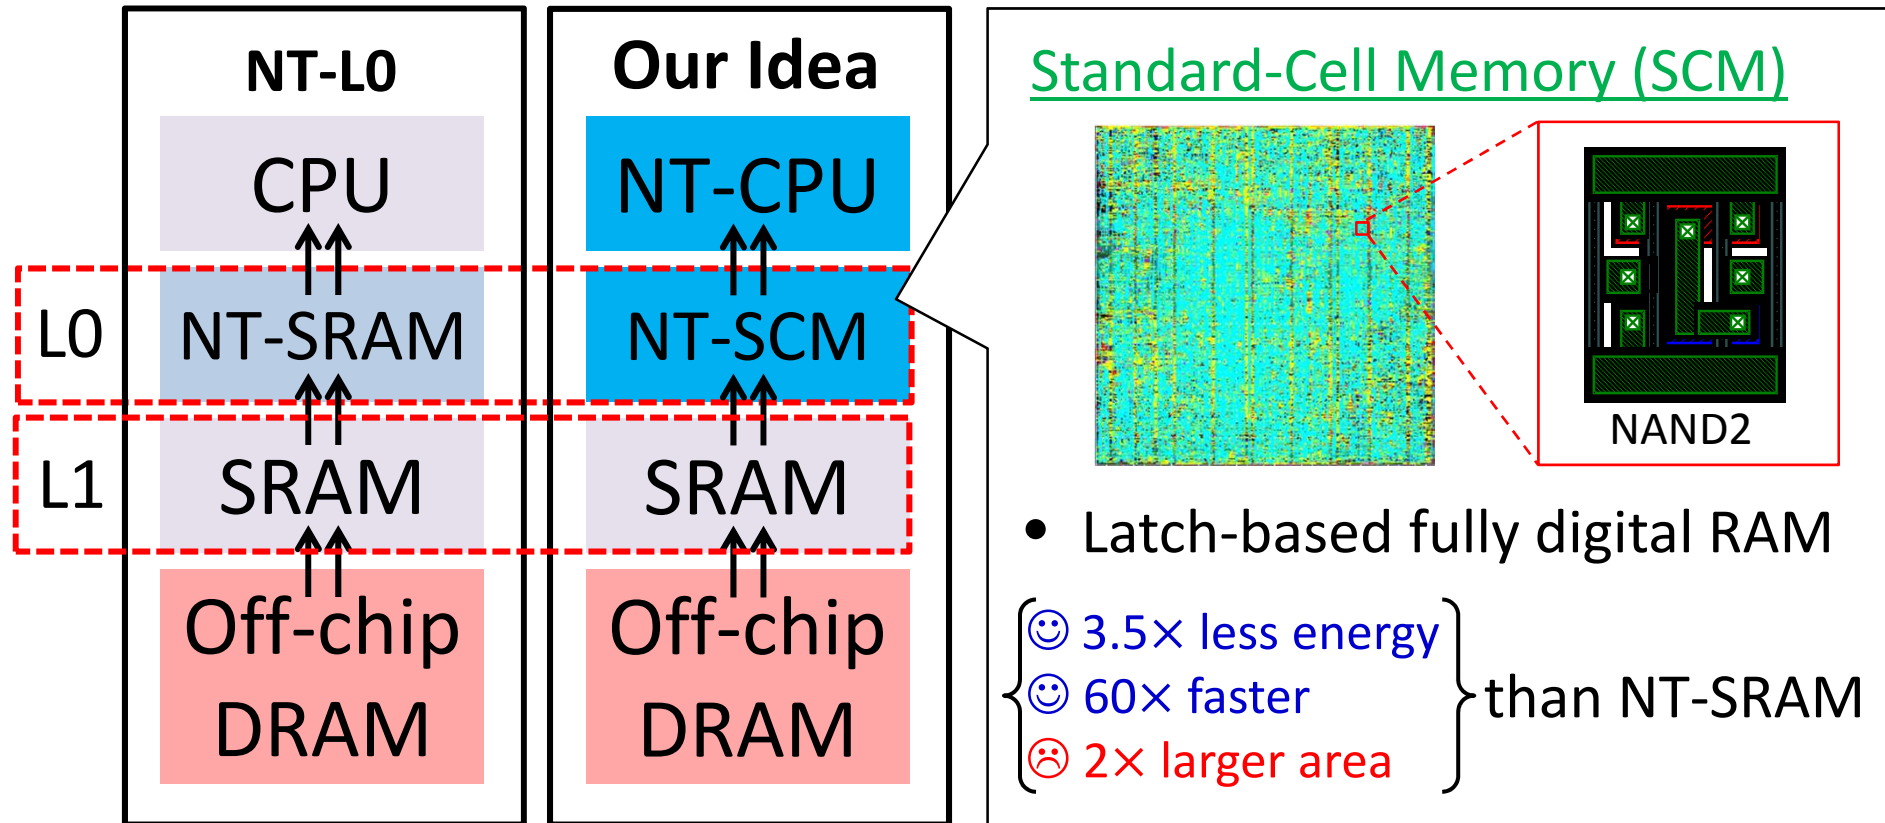 NT-L0
CPU
NT-SRAM
SRAM
Off-chip
DRAM
L0
L1
Our Idea
NT-CPU
NT-SCM
SRAM
Off-chip
DRAM
Standard-Cell Memory (SCM)
NAND2
• Latch-based fully digital RAM
☺ 3.5× less energy
☺ 60× faster
☹ 2× larger area
than NT-SRAM